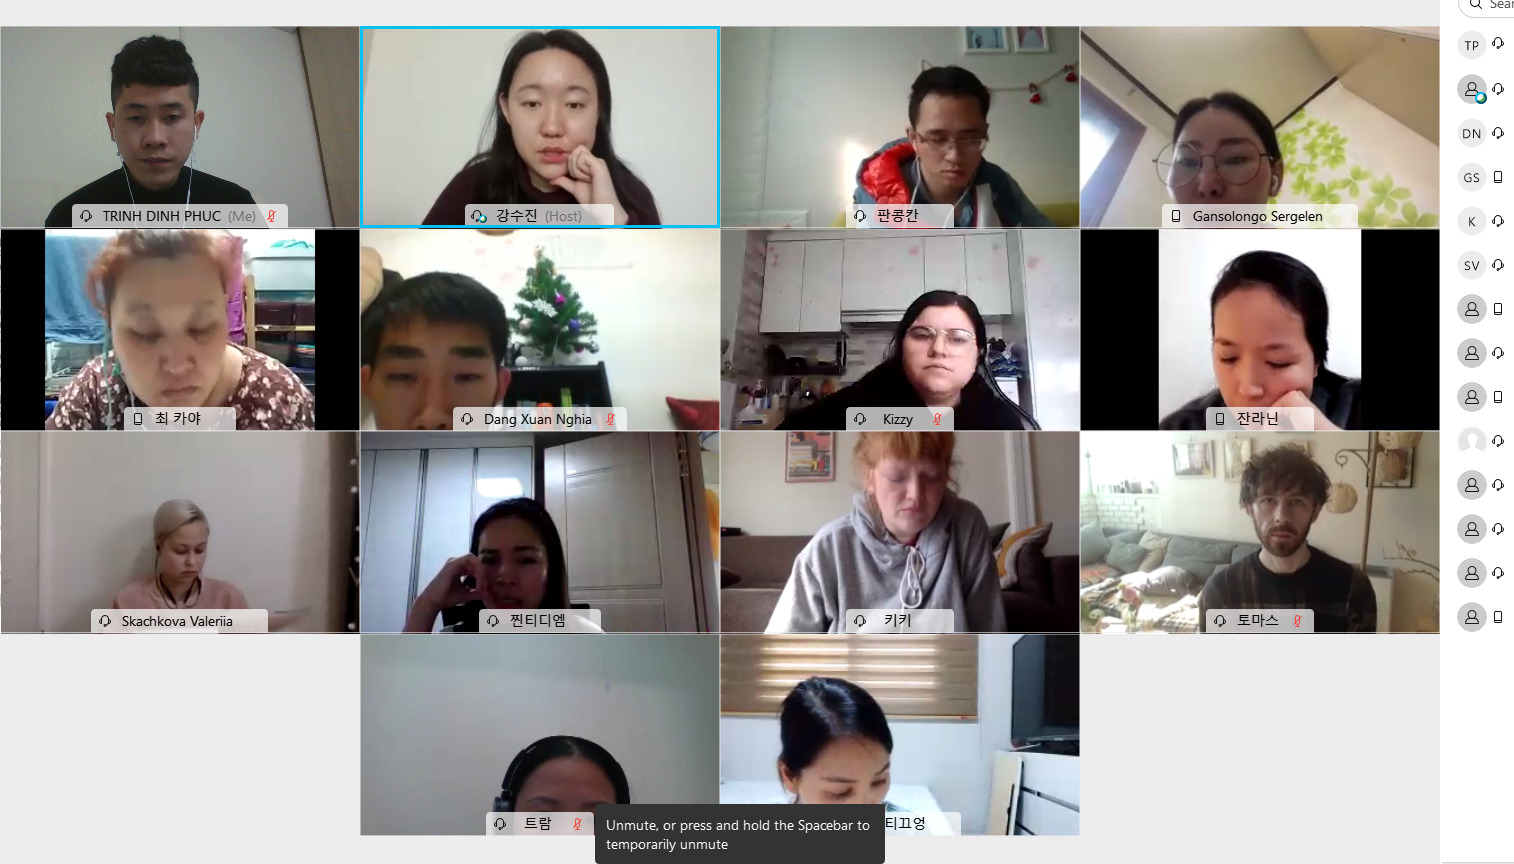 Sear
TRINH DINH PHUC (Me)
강수진 (Host)
판콩칸
Gansolongo Sergelen
최 카야
Dang Xuan Nghia
Kizzy
잔라닌
Skachkova Valeriia
찐티디엠
키키
토마스
트람
티끄엉
Unmute, or press and hold the Spacebar to
temporarily unmute
TP
DN
GS
K
SV